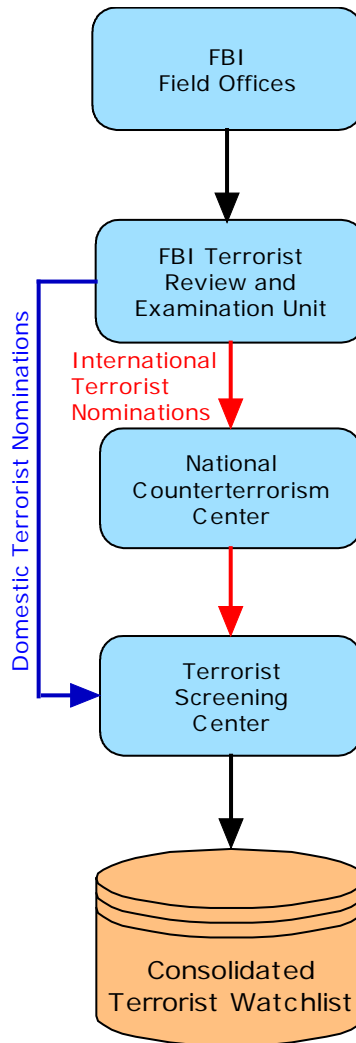 FBI
Field Offices
FBI Terrorist
Review and
Examination Unit
International
Terrorist
Nominations
Domestic Terrorist Nominations
National
Counterterrorism
Center
Terrorist
Screening
Center
Consolidated
Terrorist Watchlist